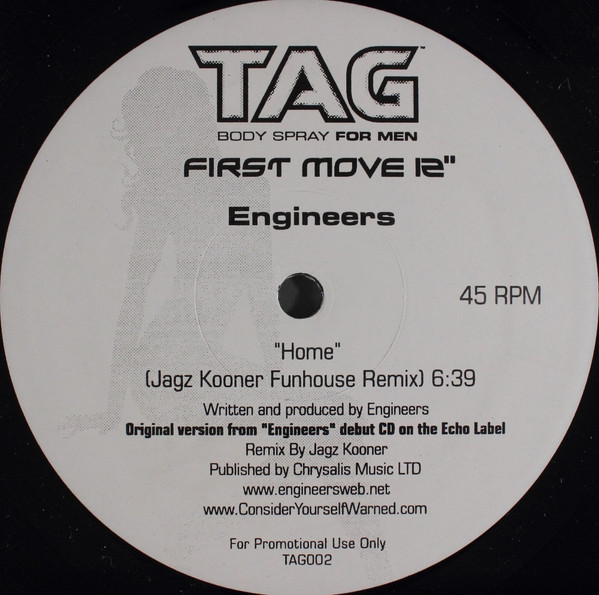 TAG™
BODY SPRAY FOR MEN
FIRST MOVE 12"
Engineers
45 RPM
"Home"
(Jagz Kooner Funhouse Remix) 6:39
Written and produced by Engineers
Original version from "Engineers" debut CD on the Echo Label
Remix By Jagz Kooner
Published by Chrysalis Music LTD
www.engineersweb.net
www.ConsiderYourselfWarned.com
For Promotional Use Only
TAG002